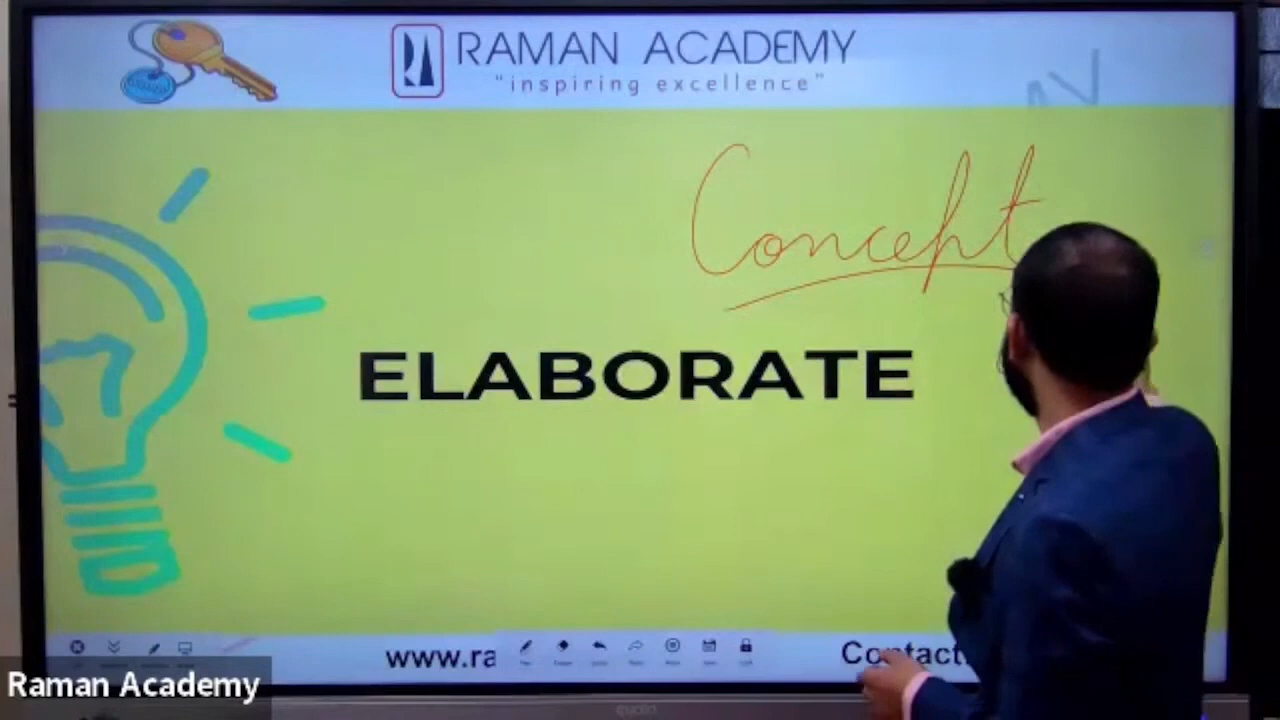 RAMAN ACADEMY
"inspiring excellence"
Concept
ELABORATE
www.ra
Contact:
Raman Academy